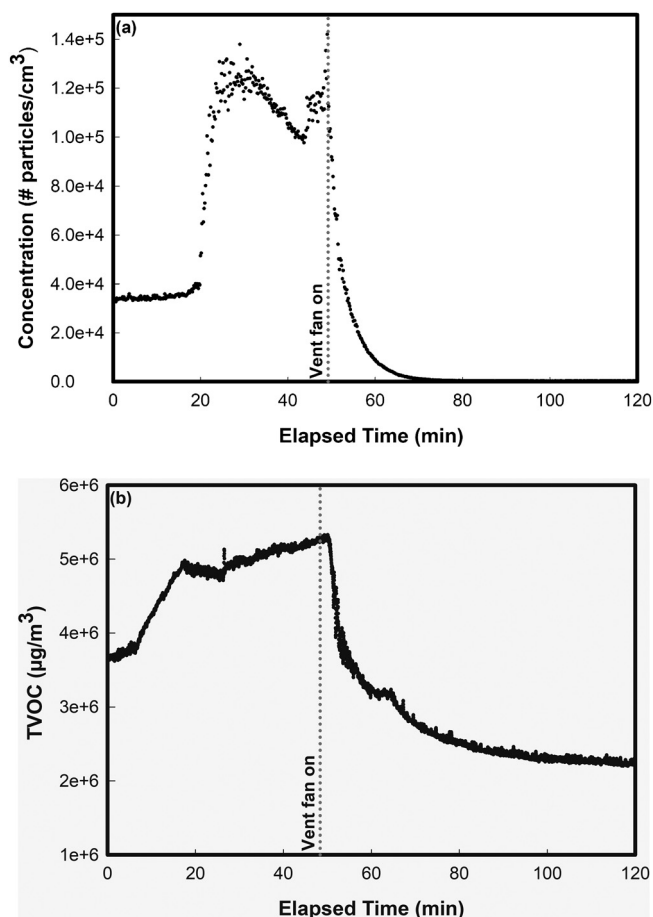 (a)
Concentration (# particles/cm³)
1.4e+5
1.2e+5
1.0e+5
8.0e+4
6.0e+4
4.0e+4
2.0e+4
0.0
Vent fan on
0 20 40 60 80 100 120
Elapsed Time (min)
(b)
TVOC (µg/m³)
6e+6
5e+6
4e+6
3e+6
2e+6
1e+6
Vent fan on
0 20 40 60 80 100 120
Elapsed Time (min)